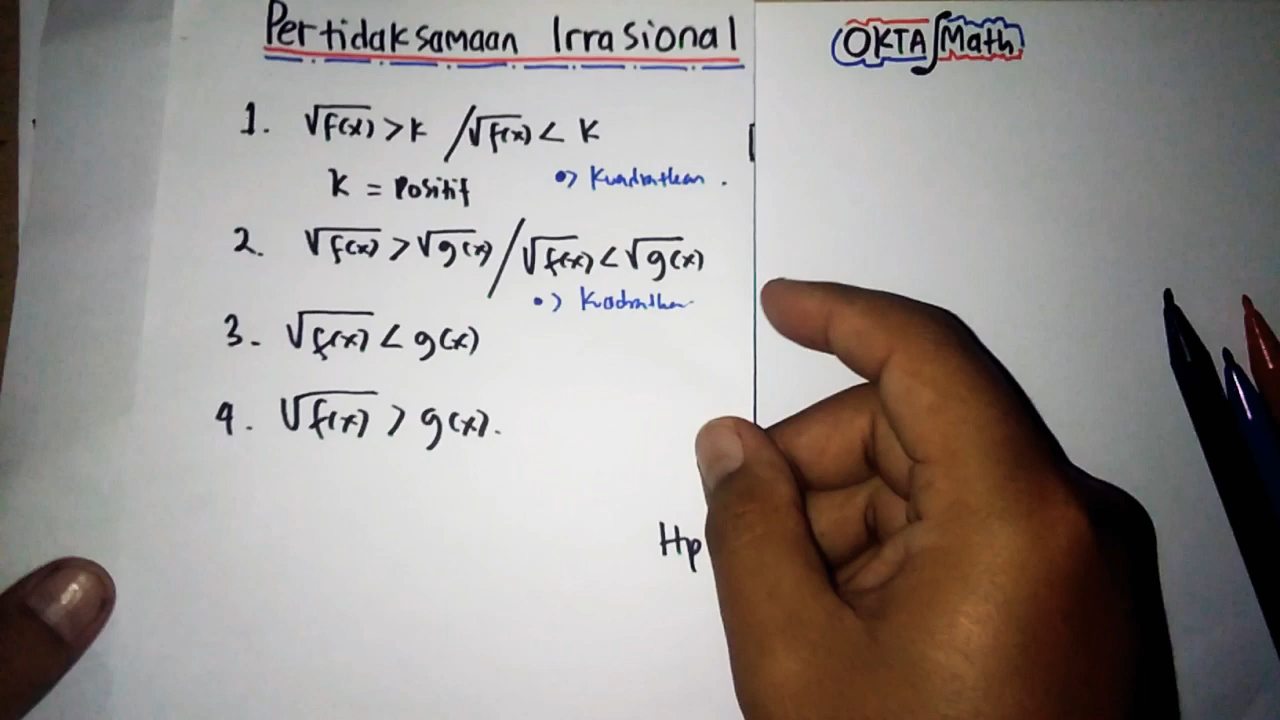 Pertidaksamaan Irrasional
OKTA∫Math
1. √f(x) > k / √f(x) < k
k = Positif
=> Kuadratkan.
2. √f(x) > √g(x) / √f(x) < √g(x)
=> Kuadratkan
3. √f(x) < g(x)
4. √f(x) > g(x).
Hp